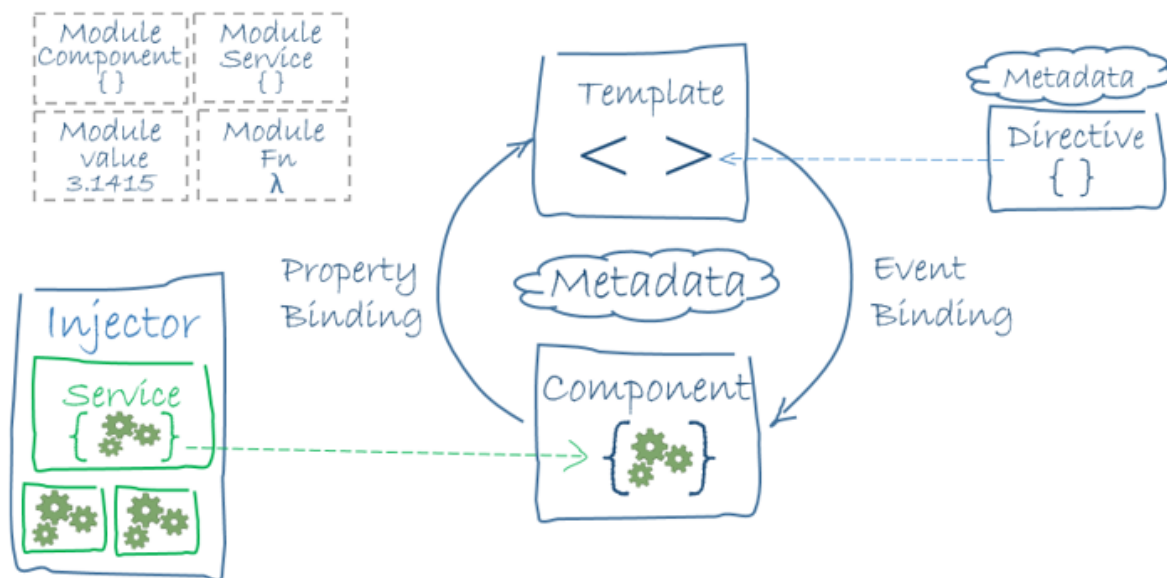 Module
Component
{ }
Module
Service
{ }
Module
value
3.1415
Module
Fn
λ
Template
< >
Metadata
Directive
{ }
Property
Binding
Metadata
Event
Binding
Injector
Service
{ }
Component
{ }